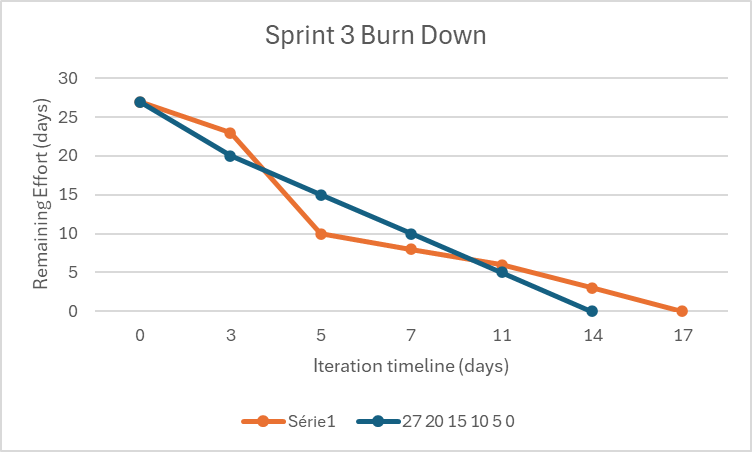 Sprint 3 Burn Down
30
25
20
15
10
5
0
Remaining Effort (days)
0 3 5 7 11 14 17
Iteration timeline (days)
Série1 27 20 15 10 5 0